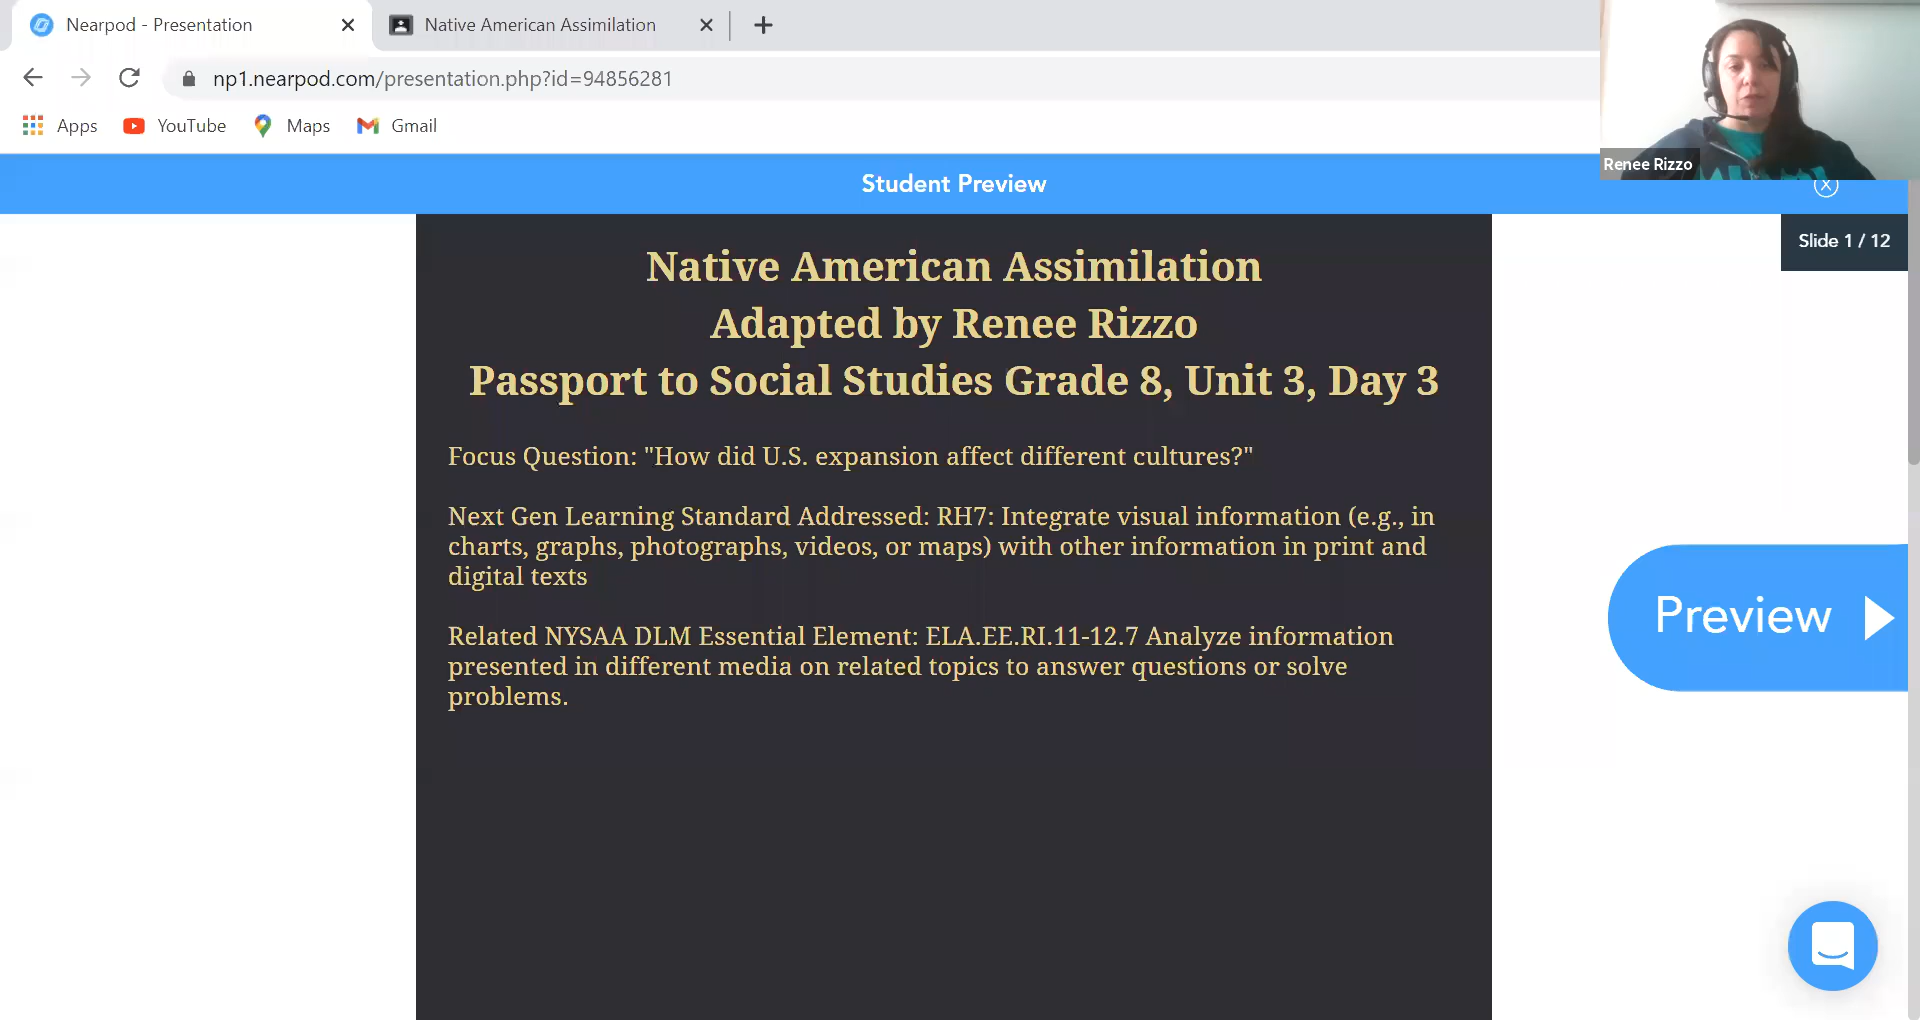 Nearpod - Presentation
Native American Assimilation
np1.nearpod.com/presentation.php?id=94856281
Apps
YouTube
Maps
Gmail
Renee Rizzo
Student Preview
Slide 1 / 12
Native American Assimilation
Adapted by Renee Rizzo
Passport to Social Studies Grade 8, Unit 3, Day 3
Focus Question: "How did U.S. expansion affect different cultures?"
Next Gen Learning Standard Addressed: RH7: Integrate visual information (e.g., in
charts, graphs, photographs, videos, or maps) with other information in print and
digital texts
Related NYSAA DLM Essential Element: ELA.EE.RI.11-12.7 Analyze information
presented in different media on related topics to answer questions or solve
problems.
Preview